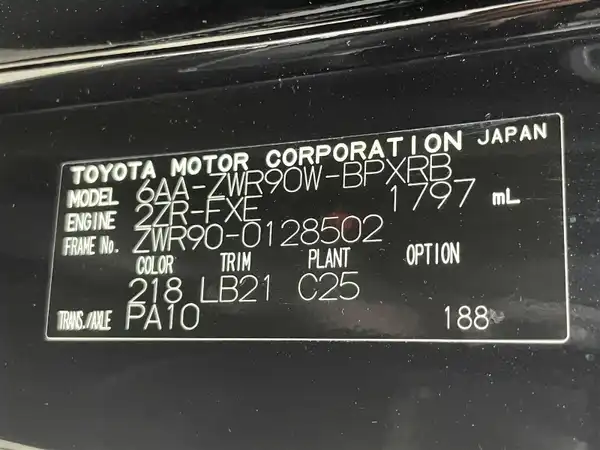 TOYOTA MOTOR CORPORATION JAPAN
MODEL 6AA-ZWR90W-BPXRB
ENGINE 2ZR-FXE 1797 mL
FRAME No. ZWR90-0128502
COLOR TRIM PLANT OPTION
218 LB21 C25
TRANS./AXLE PA10 188